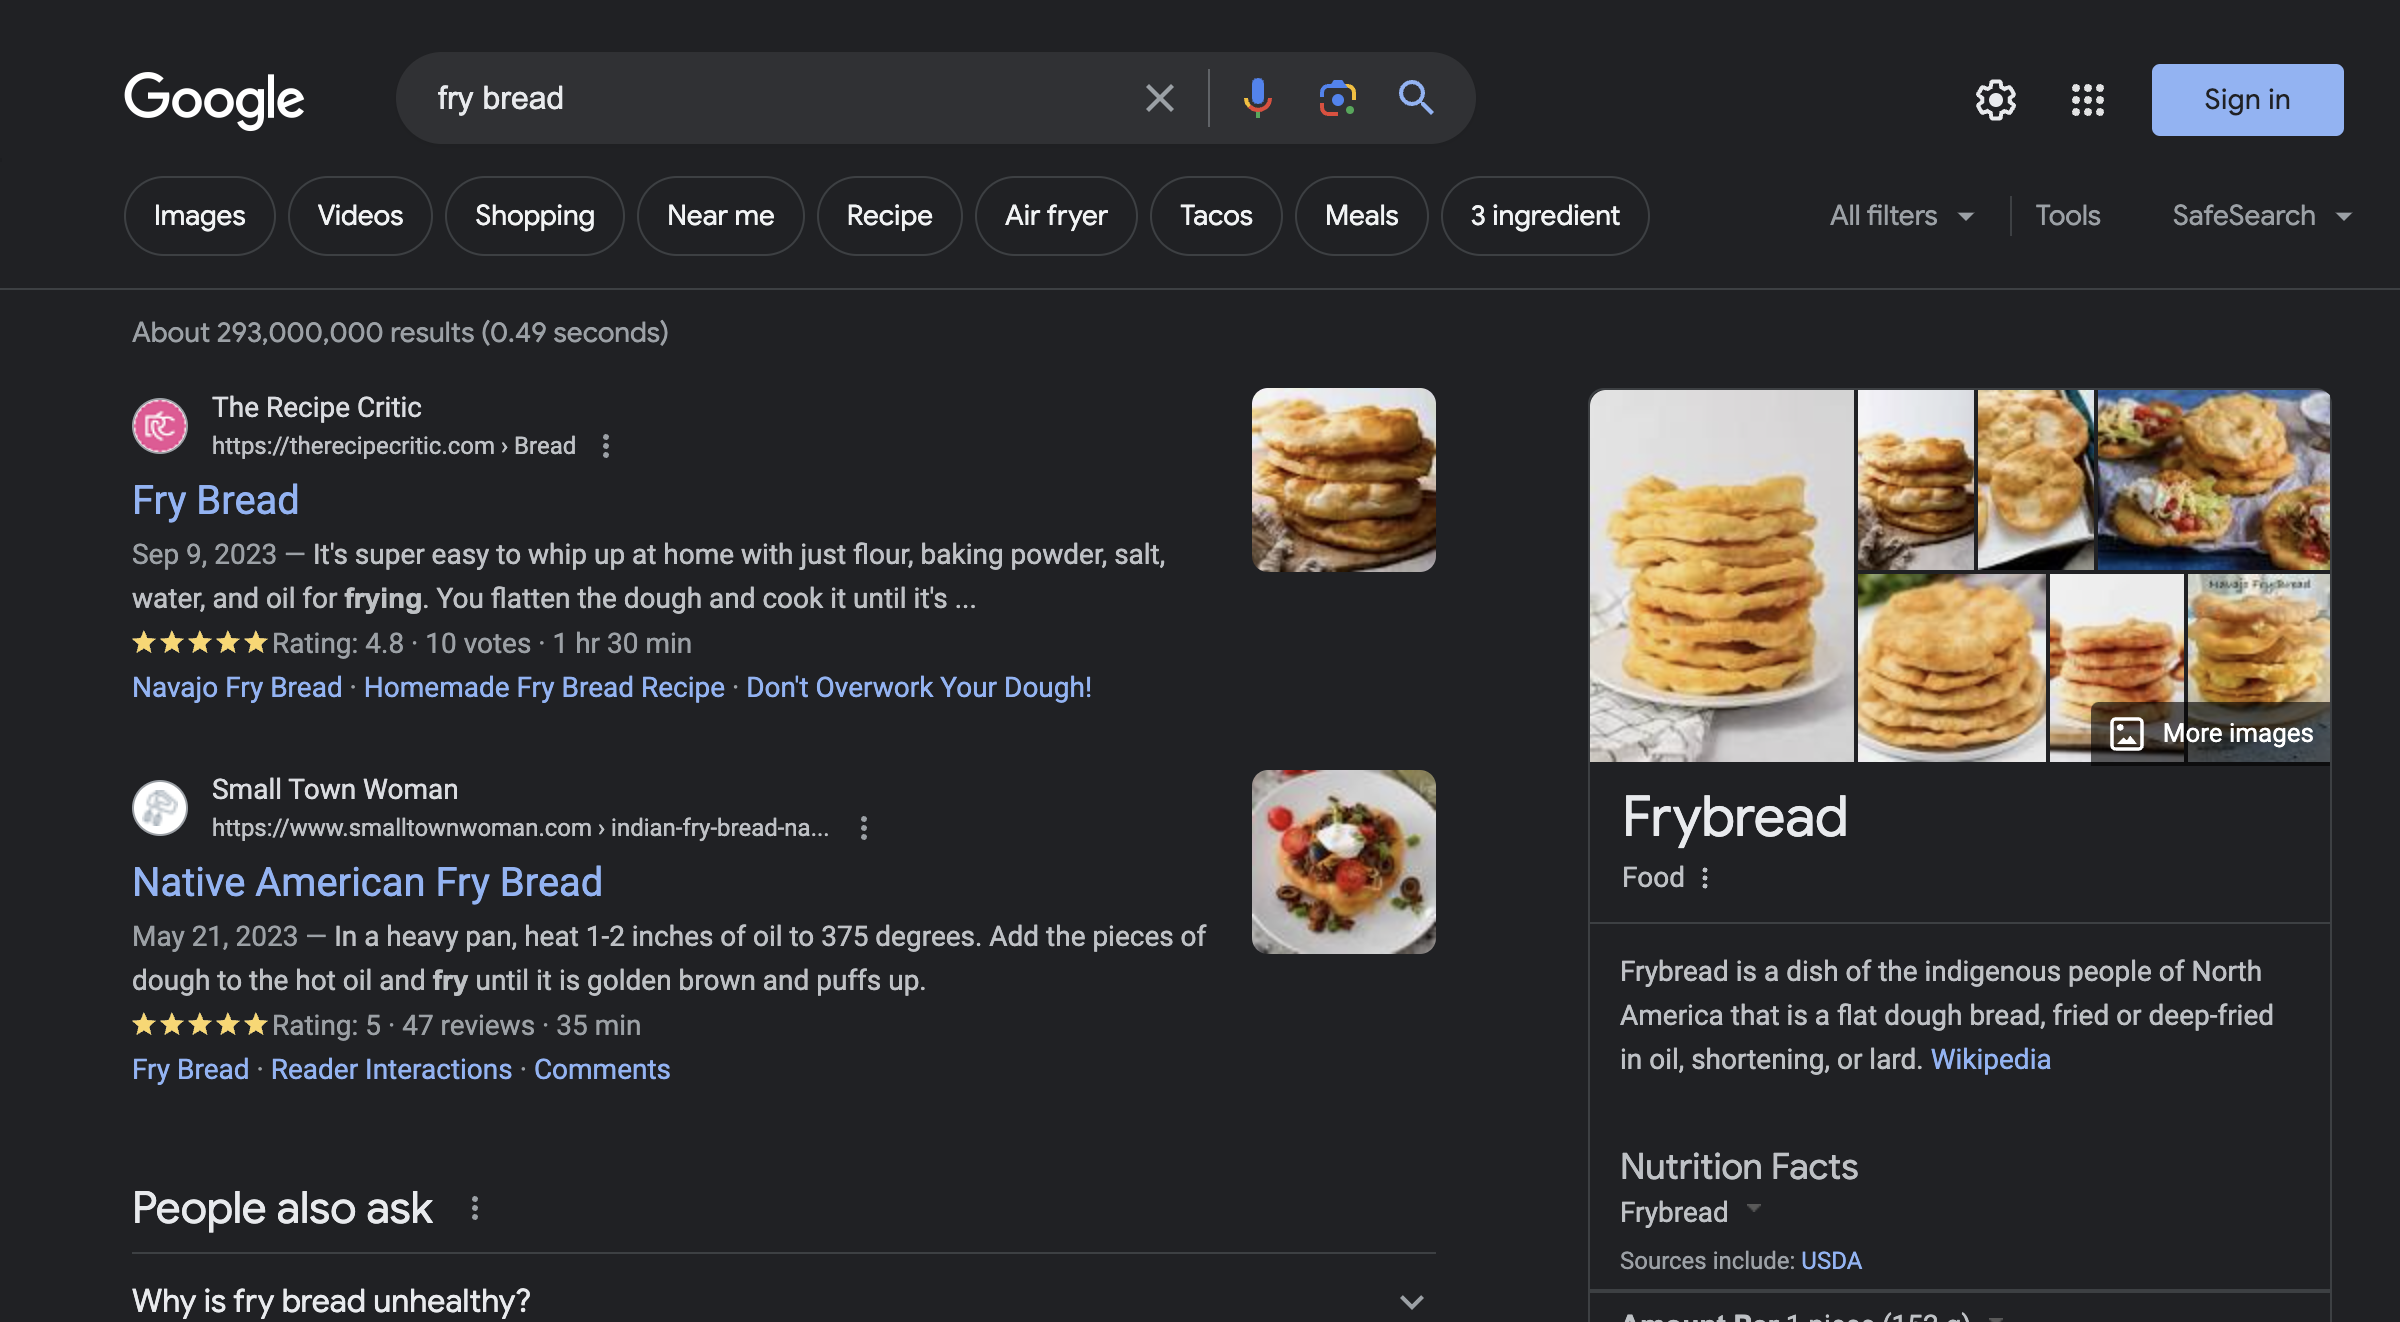 Google
fry bread
Sign in
Images
Videos
Shopping
Near me
Recipe
Air fryer
Tacos
Meals
3 ingredient
All filters
Tools
SafeSearch
About 293,000,000 results (0.49 seconds)
RC
The Recipe Critic
https://therecipecritic.com › Bread
Fry Bread
Sep 9, 2023 — It's super easy to whip up at home with just flour, baking powder, salt,
water, and oil for frying. You flatten the dough and cook it until it's ...
Rating: 4.8 · 10 votes · 1 hr 30 min
Navajo Fry Bread · Homemade Fry Bread Recipe · Don't Overwork Your Dough!
Small Town Woman
https://www.smalltownwoman.com › indian-fry-bread-na...
Native American Fry Bread
May 21, 2023 — In a heavy pan, heat 1-2 inches of oil to 375 degrees. Add the pieces of
dough to the hot oil and fry until it is golden brown and puffs up.
Rating: 5 · 47 reviews · 35 min
Fry Bread · Reader Interactions · Comments
People also ask
Why is fry bread unhealthy?
Navajo Fry Bread
More images
Frybread
Food
Frybread is a dish of the indigenous people of North
America that is a flat dough bread, fried or deep-fried
in oil, shortening, or lard. Wikipedia
Nutrition Facts
Frybread
Sources include: USDA
Amount Per 1 piece (152 g)